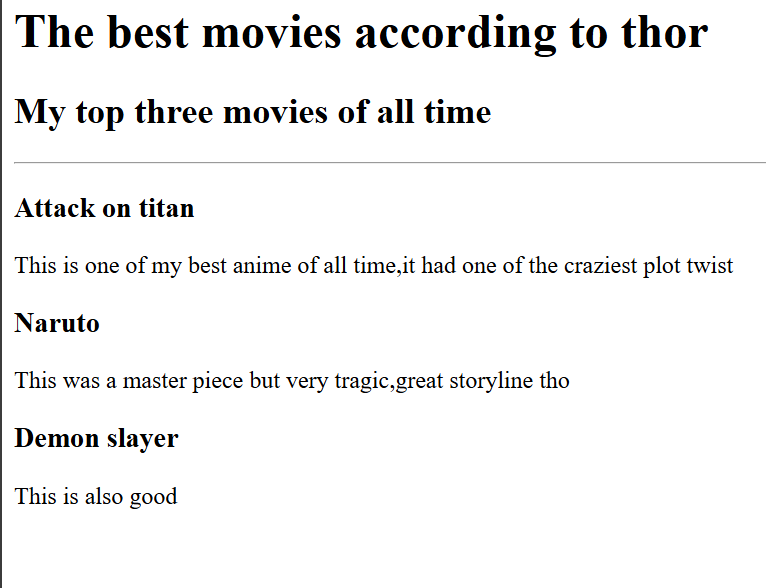 The best movies according to thor
My top three movies of all time
Attack on titan
This is one of my best anime of all time,it had one of the craziest plot twist
Naruto
This was a master piece but very tragic,great storyline tho
Demon slayer
This is also good